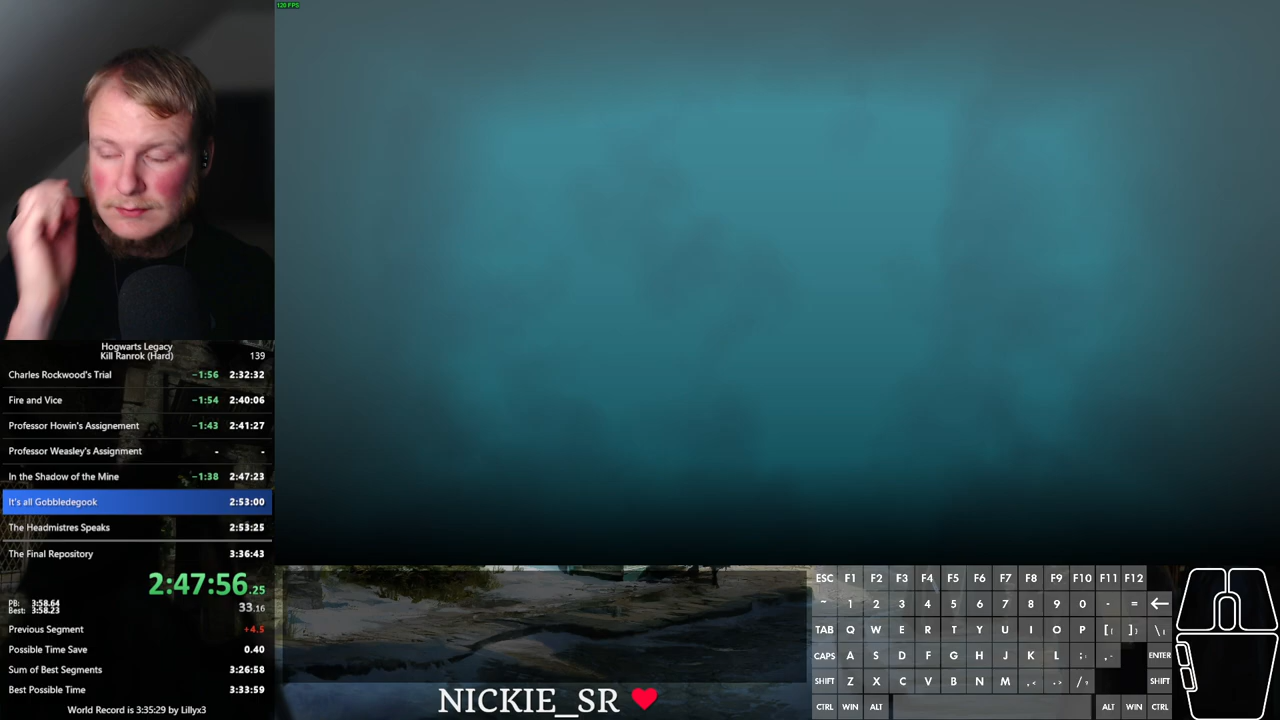 120 FPS
Hogwarts Legacy
Kill Ranrok (Hard) 139
Charles Rockwood's Trial −1:56 2:32:32
Fire and Vice −1:54 2:40:06
Professor Howin's Assignement −1:43 2:41:27
Professor Weasley's Assignment - -
In the Shadow of the Mine −1:38 2:47:23
It's all Gobbledegook 2:53:00
The Headmistres Speaks 2:53:25
The Final Repository 3:36:43
2:47:56.25
PB: 3:58.64 33.16
Best: 3:58.23
Previous Segment +4.5
Possible Time Save 0.40
Sum of Best Segments 3:26:58
Best Possible Time 3:33:59
World Record is 3:35:29 by Lillyx3
NICKIE_SR ❤
ESC F1 F2 F3 F4 F5 F6 F7 F8 F9 F10 F11 F12
~ 1 2 3 4 5 6 7 8 9 0 - = ←
TAB Q W E R T Y U I O P [{ ]} \|
CAPS A S D F G H J K L ;: ENTER
SHIFT Z X C V B N M ,< .> /? SHIFT
CTRL WIN ALT ALT WIN CTRL